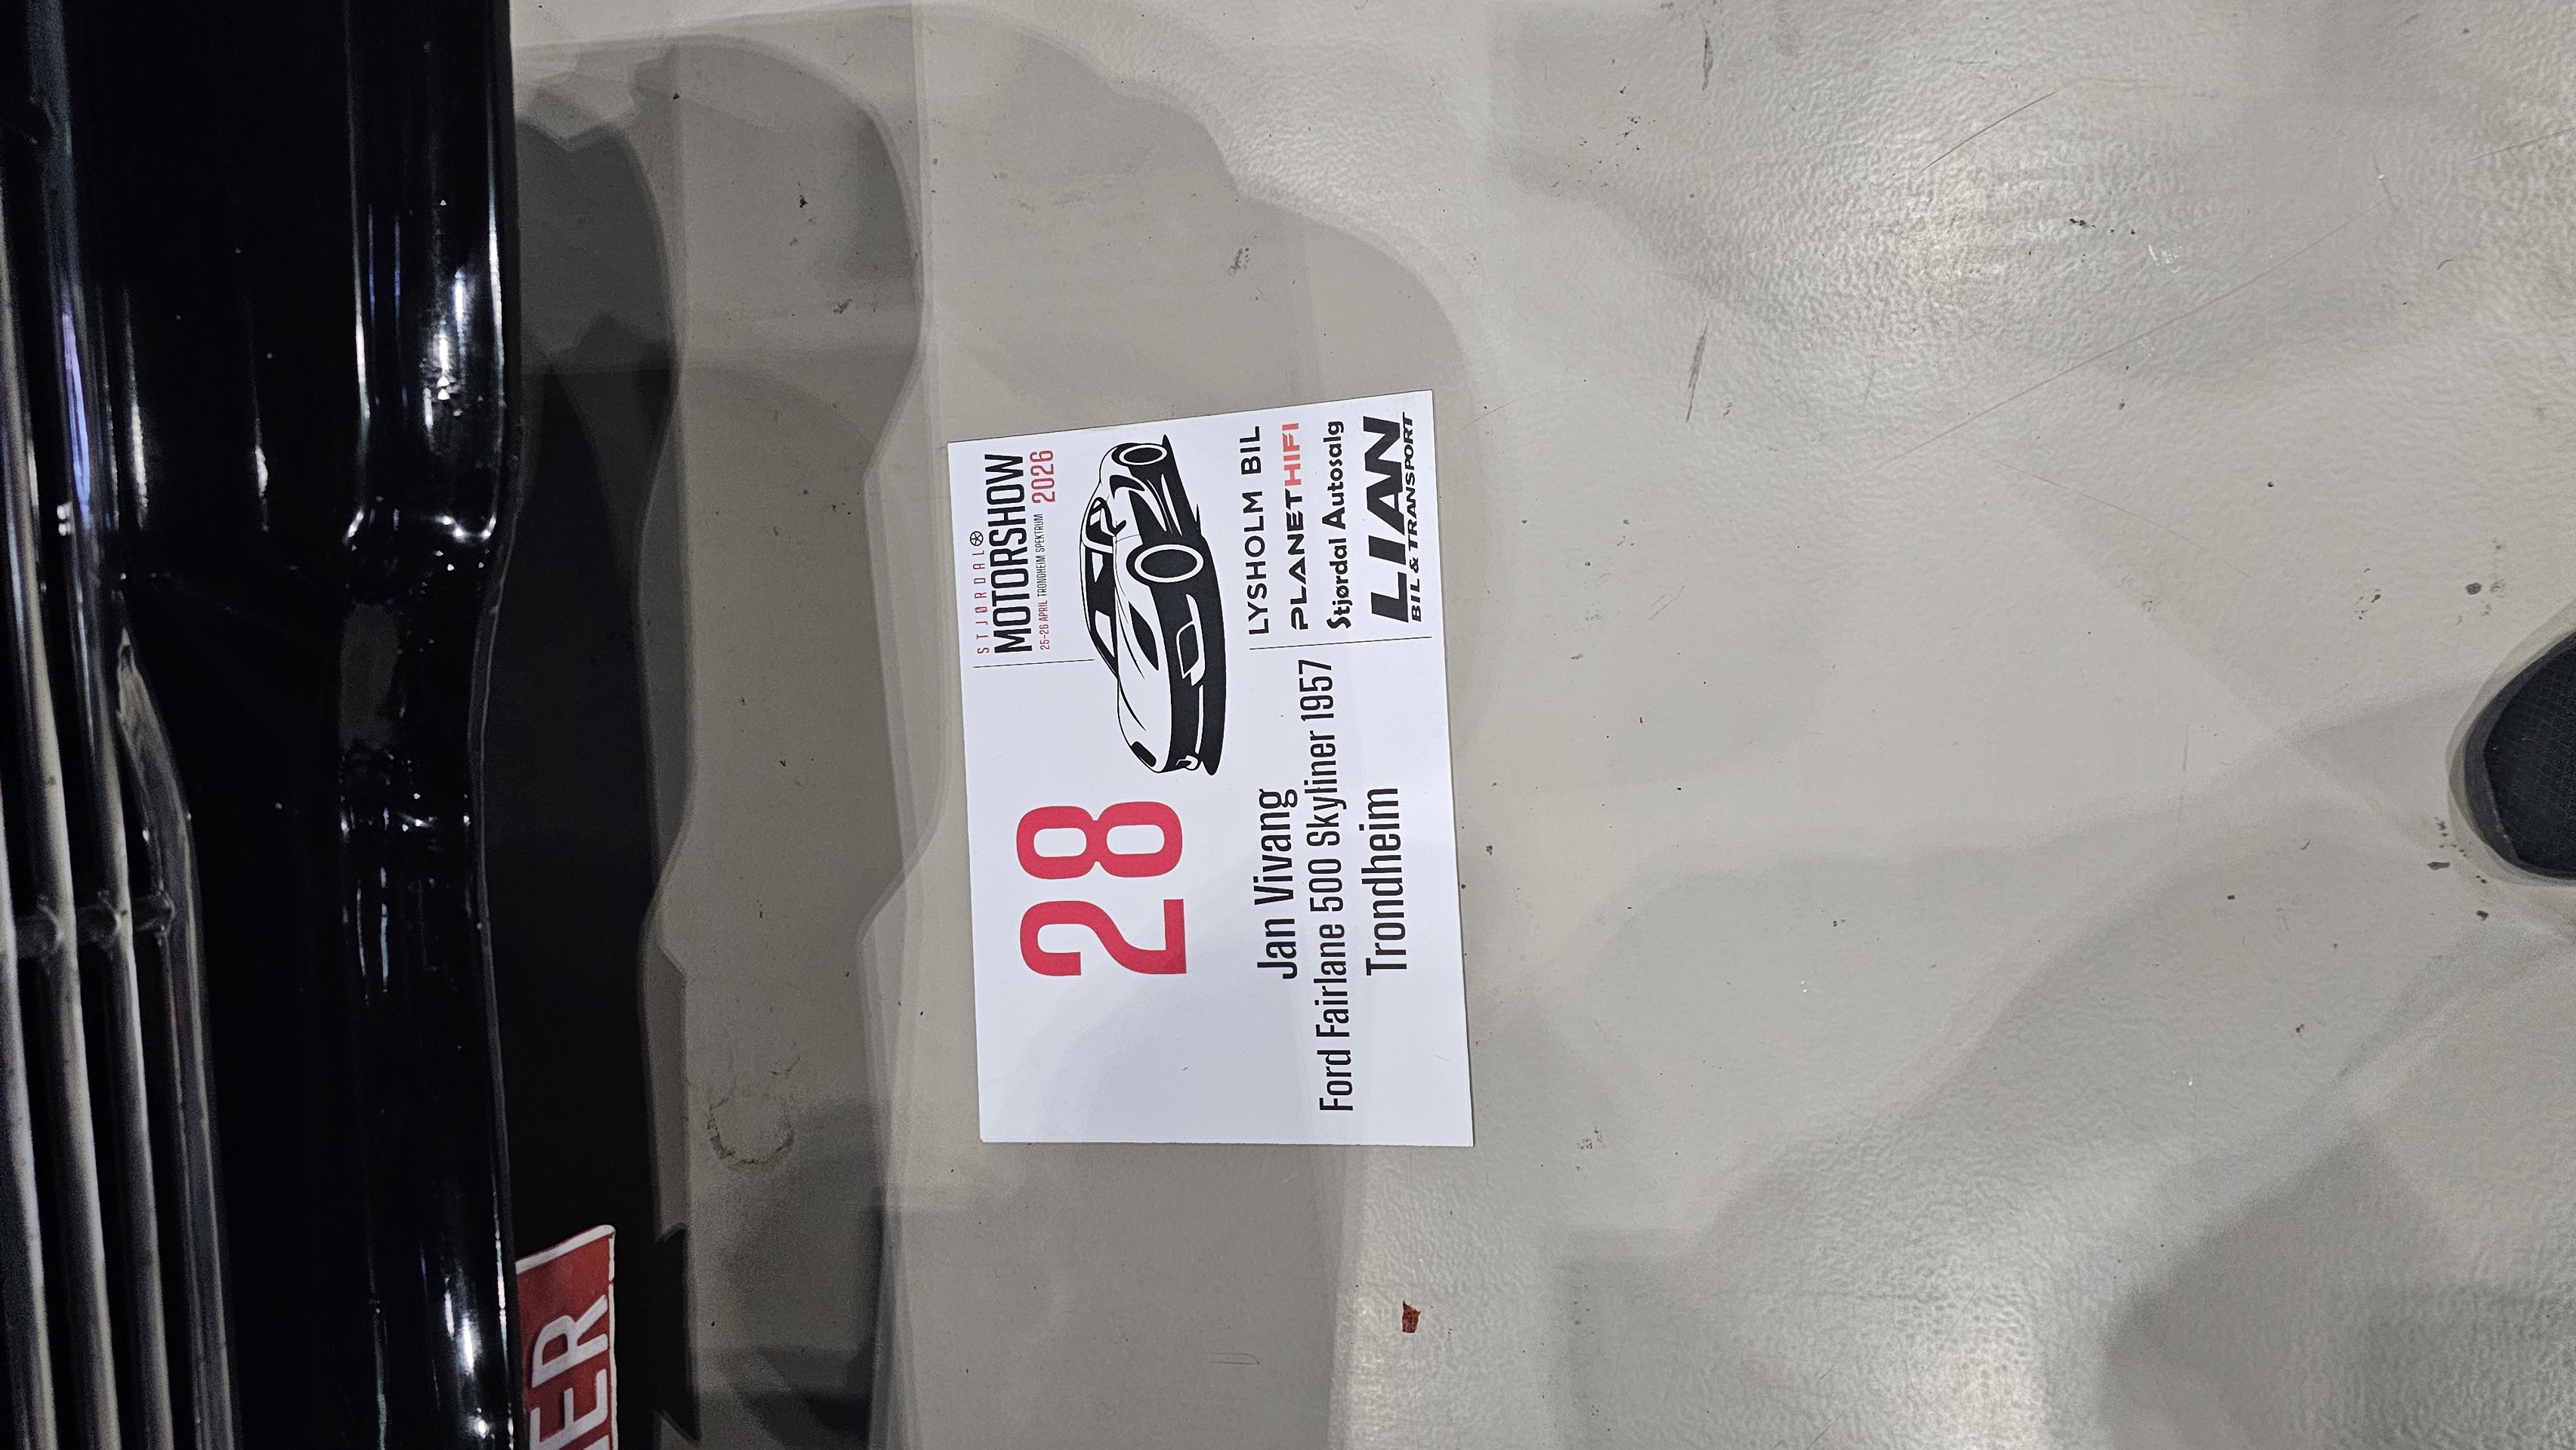 28
Jan Vivang
Ford Fairlane 500 Skyliner 1957
Trondheim
STJØRDAL
MOTORSHOW
25-26 APRIL TRONDHEIM SPEKTRUM 2026
LYSHOLM BIL
PLANETHIFI
Stjørdal Autosalg
LIAN
BIL & TRANSPORT